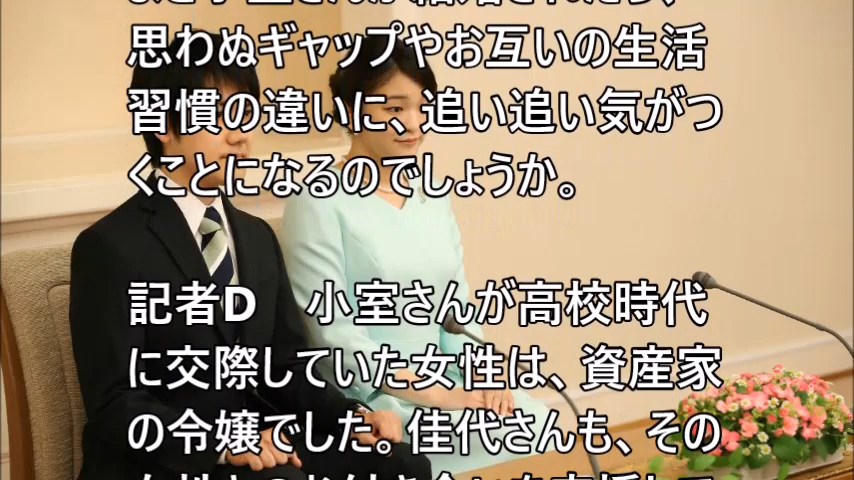 思わぬギャップやお互いの生活
習慣の違いに、追い追い気がつ
くことになるのでしょうか。
記者D　小室さんが高校時代
に交際していた女性は、資産家
の令嬢でした。佳代さんも、その